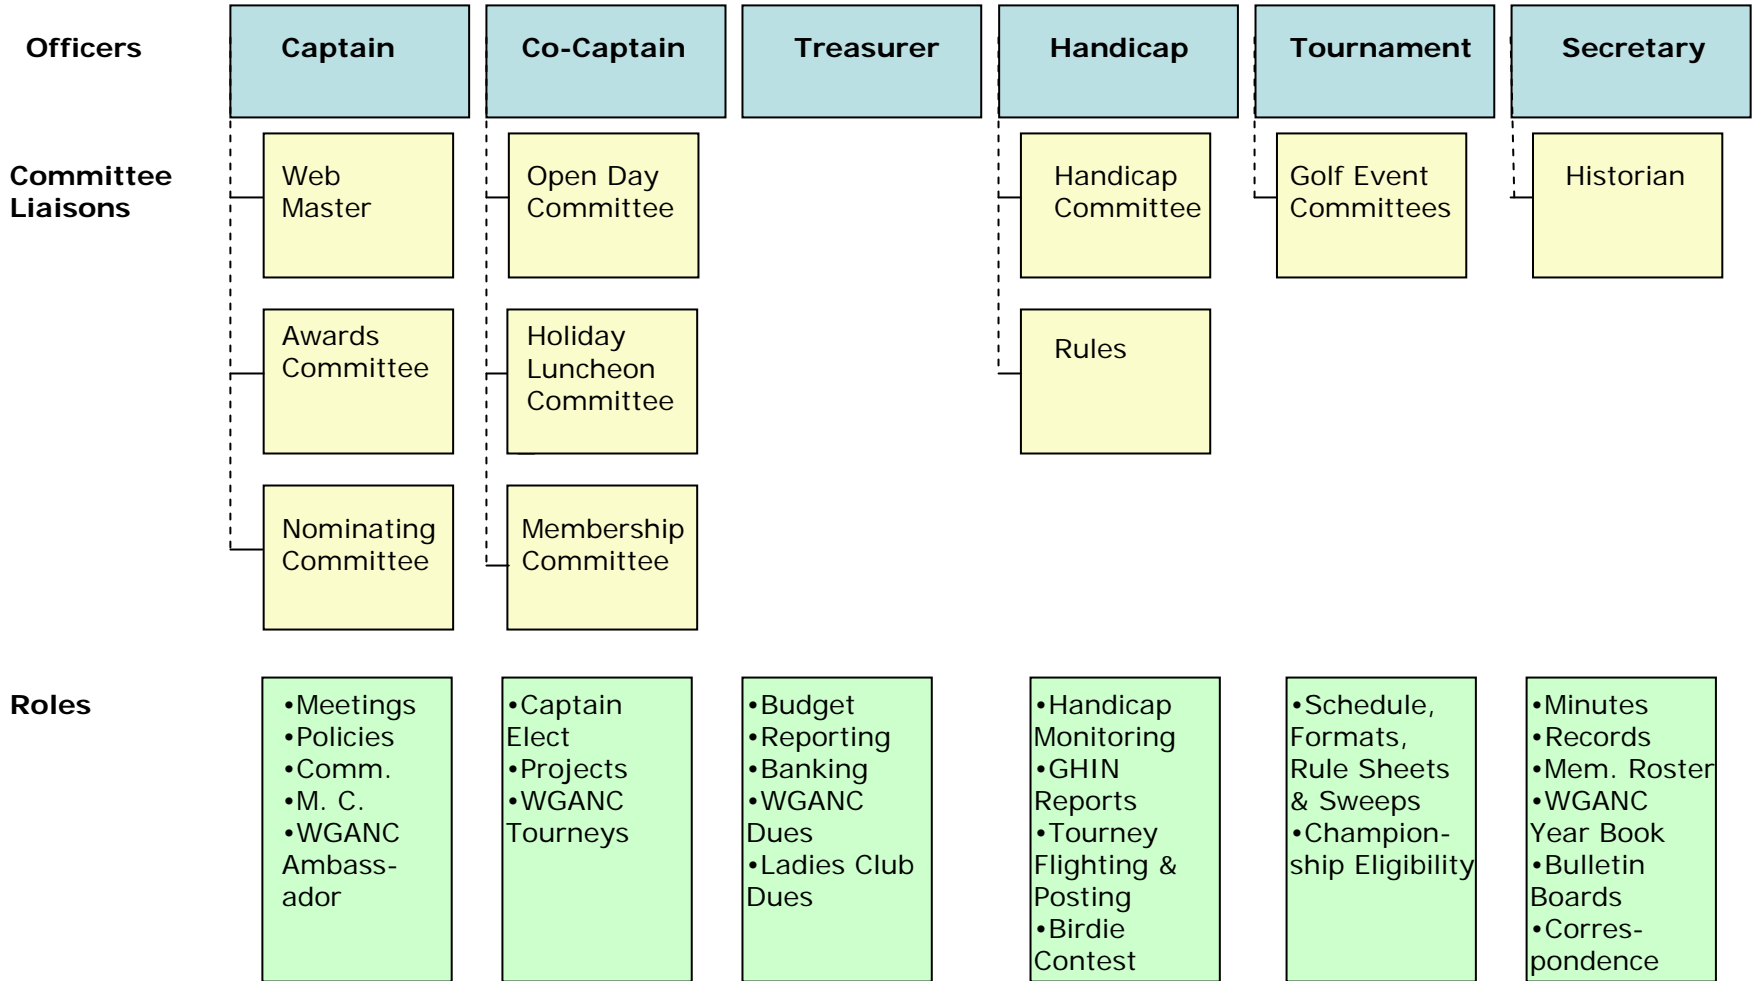 Officers
Captain
Co-Captain
Treasurer
Handicap
Tournament
Secretary
Committee
Liaisons
Web
Master
Open Day
Committee
Handicap
Committee
Golf Event
Committees
Historian
Awards
Committee
Holiday
Luncheon
Committee
Rules
Nominating
Committee
Membership
Committee
Roles
•Meetings
•Policies
•Comm.
•M. C.
•WGANC
Ambass-
ador
•Captain
Elect
•Projects
•WGANC
Tourneys
•Budget
•Reporting
•Banking
•WGANC
Dues
•Ladies Club
Dues
•Handicap
Monitoring
•GHIN
Reports
•Tourney
Flighting &
Posting
•Birdie
Contest
•Schedule,
Formats,
Rule Sheets
& Sweeps
•Champion-
ship Eligibility
•Minutes
•Records
•Mem. Roster
•WGANC
Year Book
•Bulletin
Boards
•Corres-
pondence